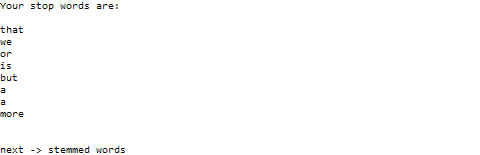 Your stop words are:
that
we
or
is
but
a
a
more
next -> stemmed words